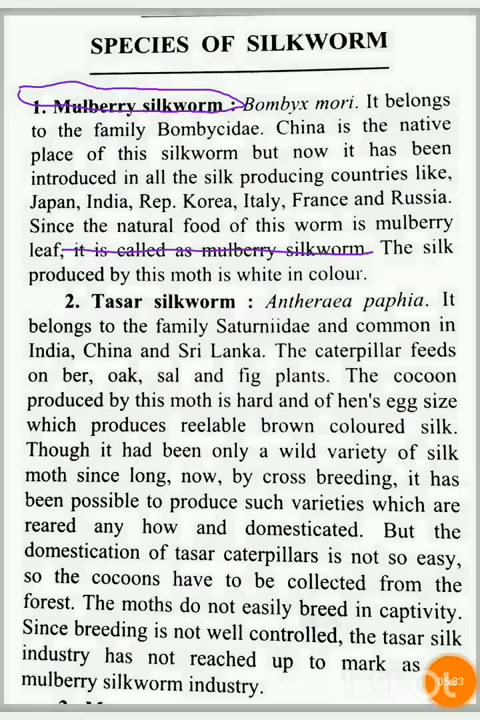 SPECIES OF SILKWORM
1. Mulberry silkworm : Bombyx mori. It belongs
to the family Bombycidae. China is the native
place of this silkworm but now it has been
introduced in all the silk producing countries like,
Japan, India, Rep. Korea, Italy, France and Russia.
Since the natural food of this worm is mulberry
leaf, it is called as mulberry silkworm. The silk
produced by this moth is white in colour.
2. Tasar silkworm : Antheraea paphia. It
belongs to the family Saturniidae and common in
India, China and Sri Lanka. The caterpillar feeds
on ber, oak, sal and fig plants. The cocoon
produced by this moth is hard and of hen's egg size
which produces reelable brown coloured silk.
Though it had been only a wild variety of silk
moth since long, now, by cross breeding, it has
been possible to produce such varieties which are
reared any how and domesticated. But the
domestication of tasar caterpillars is not so easy,
so the cocoons have to be collected from the
forest. The moths do not easily breed in captivity.
Since breeding is not well controlled, the tasar silk
industry has not reached up to mark as
mulberry silkworm industry.